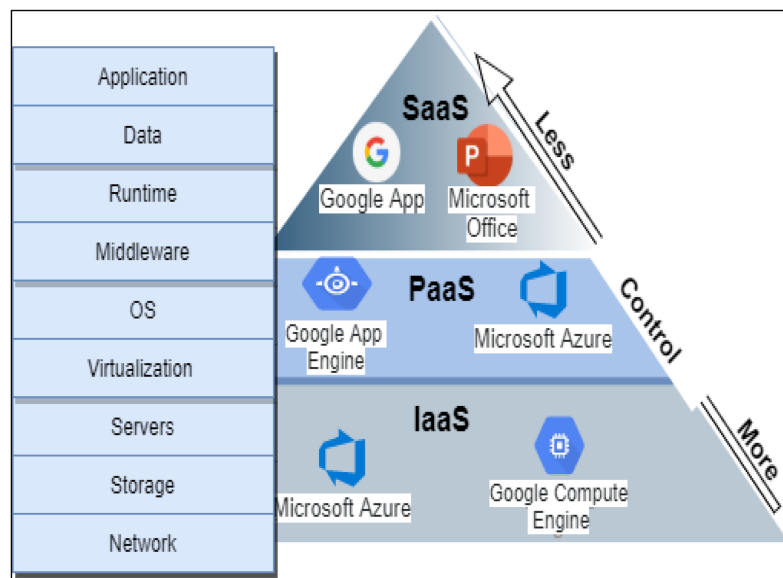 Application
Data
Runtime
Middleware
OS
Virtualization
Servers
Storage
Network
SaaS
G
Google App
P
Microsoft
Office
Less
PaaS
Google App
Engine
Microsoft Azure
Control
IaaS
Microsoft Azure
Google Compute
Engine
More